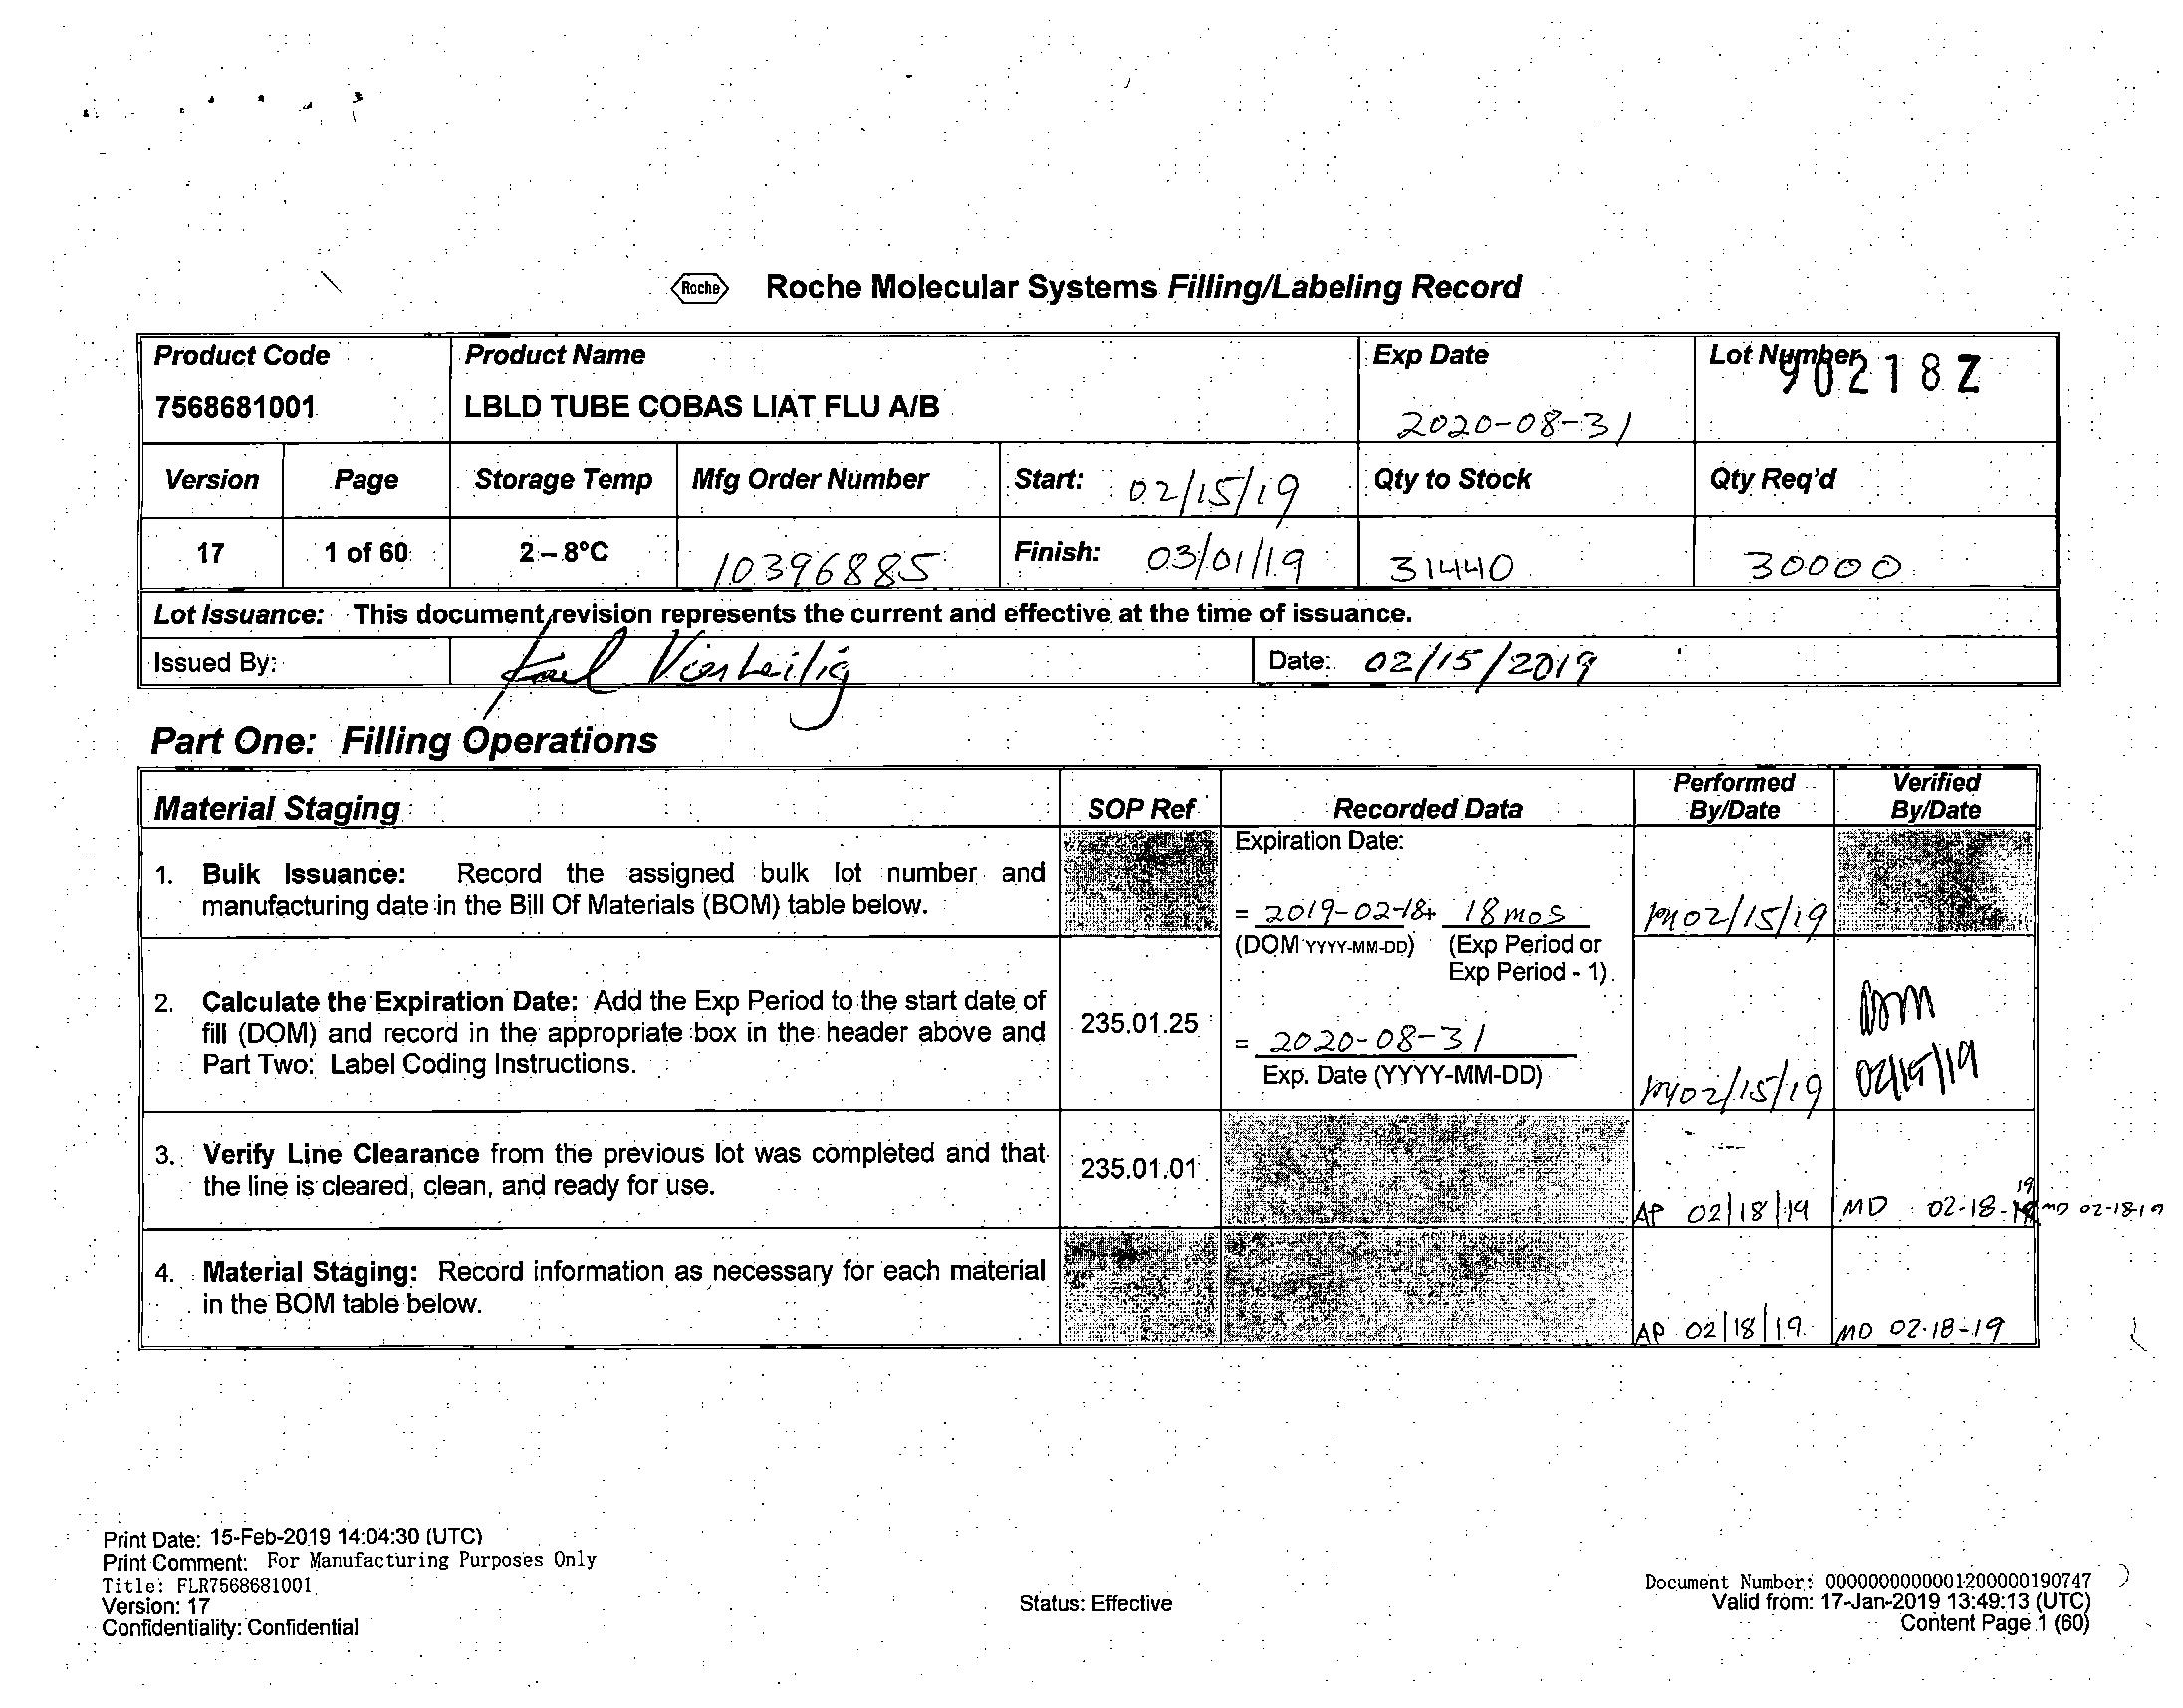 Roche Roche Molecular Systems Filling/Labeling Record
Product Code Product Name Exp Date Lot Number
90218Z
7568681001 LBLD TUBE COBAS LIAT FLU A/B 2020-08-31
Version Page Storage Temp Mfg Order Number Start: 02/15/19 Qty to Stock Qty Req'd
17 1 of 60 2 – 8°C 10396885 Finish: 03/01/19 31440 30000
Lot Issuance: This document revision represents the current and effective at the time of issuance.
Issued By: Date: 02/15/2019
Part One: Filling Operations
Material Staging SOP Ref Recorded Data Performed By/Date Verified By/Date
1. Bulk Issuance: Record the assigned bulk lot number and
manufacturing date in the Bill Of Materials (BOM) table below.
Expiration Date:
= 2019-02-18+ 18 mos
(DOM YYYY-MM-DD) (Exp Period or
Exp Period - 1)
02/15/19
2. Calculate the Expiration Date: Add the Exp Period to the start date of
fill (DOM) and record in the appropriate box in the header above and
Part Two: Label Coding Instructions.
235.01.25
= 2020-08-31
Exp. Date (YYYY-MM-DD)
02/15/19
02/15/19
3. Verify Line Clearance from the previous lot was completed and that
the line is cleared, clean, and ready for use.
235.01.01
AP 02/18/19 MD 02-18- 19 MD 02-18-19
4. Material Staging: Record information as necessary for each material
in the BOM table below.
AP 02/18/19 MD 02-18-19
Print Date: 15-Feb-2019 14:04:30 (UTC)
Print Comment: For Manufacturing Purposes Only
Title: FLR7568681001
Version: 17
Confidentiality: Confidential
Status: Effective
Document Number: 0000000000001200000190747
Valid from: 17-Jan-2019 13:49:13 (UTC)
Content Page 1 (60)